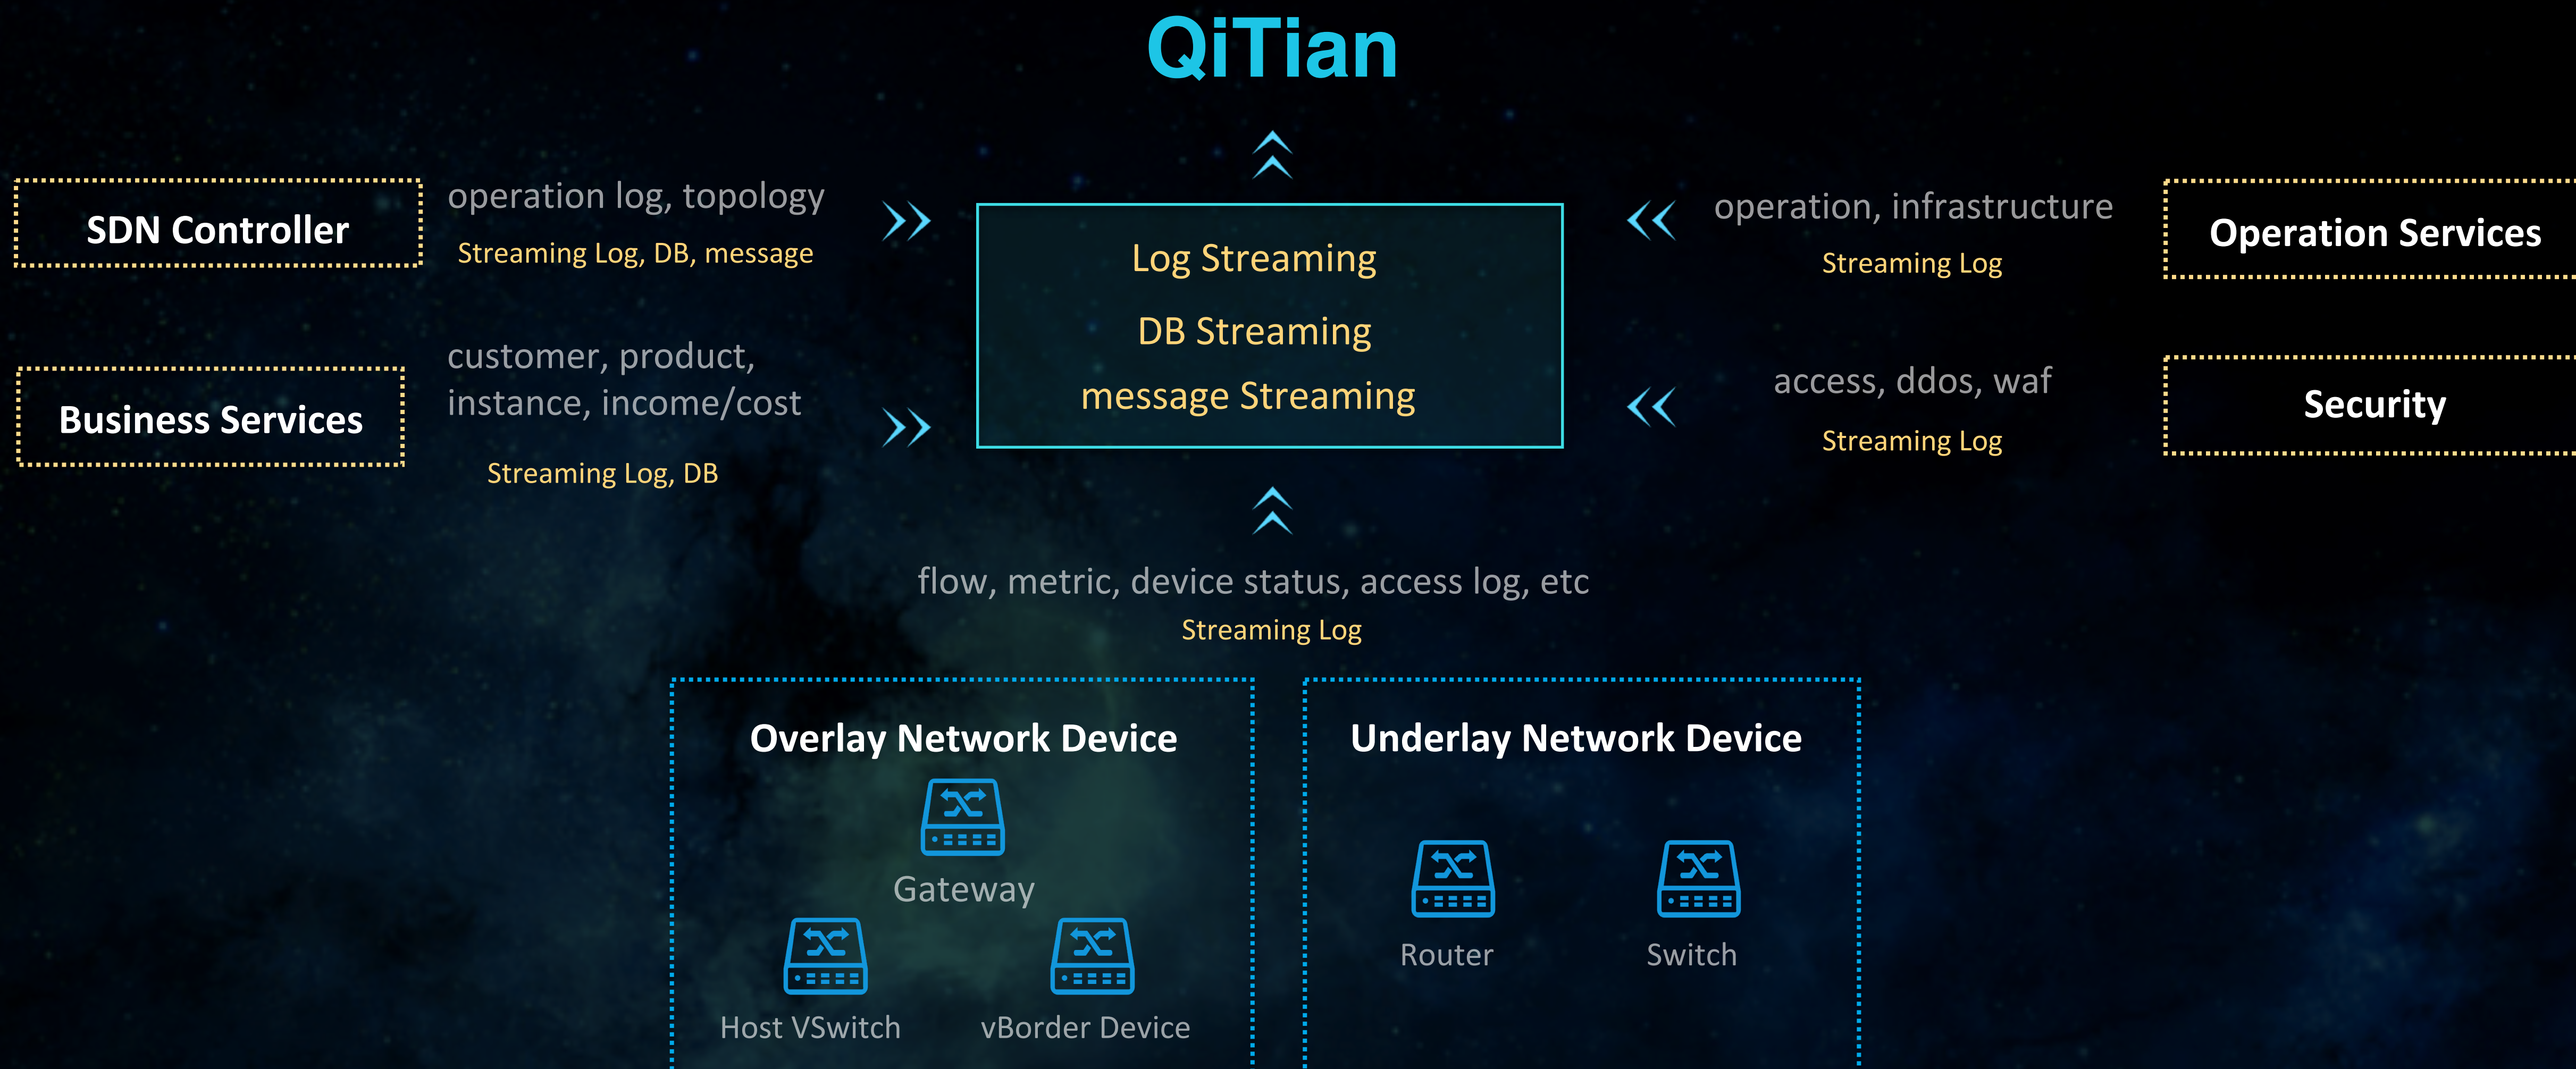 QiTian
SDN Controller
operation log, topology
Streaming Log, DB, message
Business Services
customer, product,
instance, income/cost
Streaming Log, DB
Log Streaming
DB Streaming
message Streaming
operation, infrastructure
Streaming Log
Operation Services
access, ddos, waf
Streaming Log
Security
flow, metric, device status, access log, etc
Streaming Log
Overlay Network Device
Gateway
Host VSwitch
vBorder Device
Underlay Network Device
Router
Switch